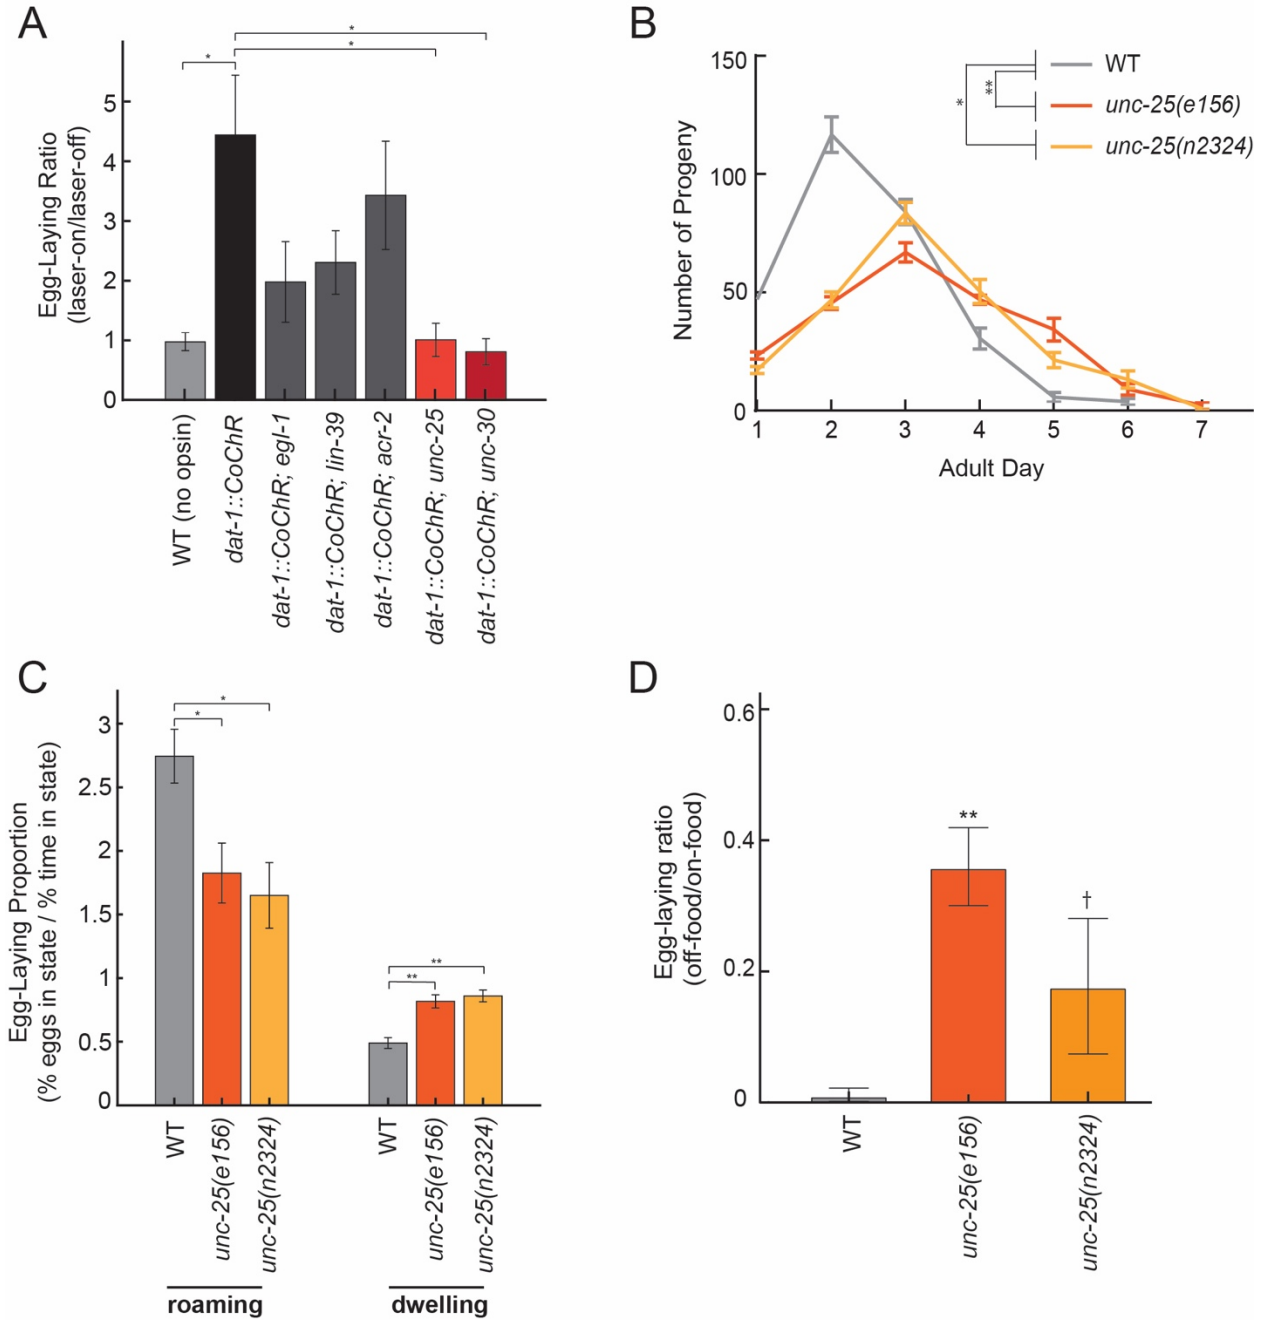 A
Egg-Laying Ratio
(laser-on/laser-off)
5
4
3
2
1
0
*
*
*
WT (no opsin)
dat-1::CoChR
dat-1::CoChR; egl-1
dat-1::CoChR; lin-39
dat-1::CoChR; acr-2
dat-1::CoChR; unc-25
dat-1::CoChR; unc-30
B
Number of Progeny
150
100
50
0
1 2 3 4 5 6 7
Adult Day
*
**
WT
unc-25(e156)
unc-25(n2324)
C
Egg-Laying Proportion
(% eggs in state / % time in state)
3
2.5
2
1.5
1
0.5
0
*
*
**
**
WT
unc-25(e156)
unc-25(n2324)
WT
unc-25(e156)
unc-25(n2324)
roaming
dwelling
D
Egg-laying ratio
(off-food/on-food)
0.6
0.4
0.2
0
**
†
WT
unc-25(e156)
unc-25(n2324)